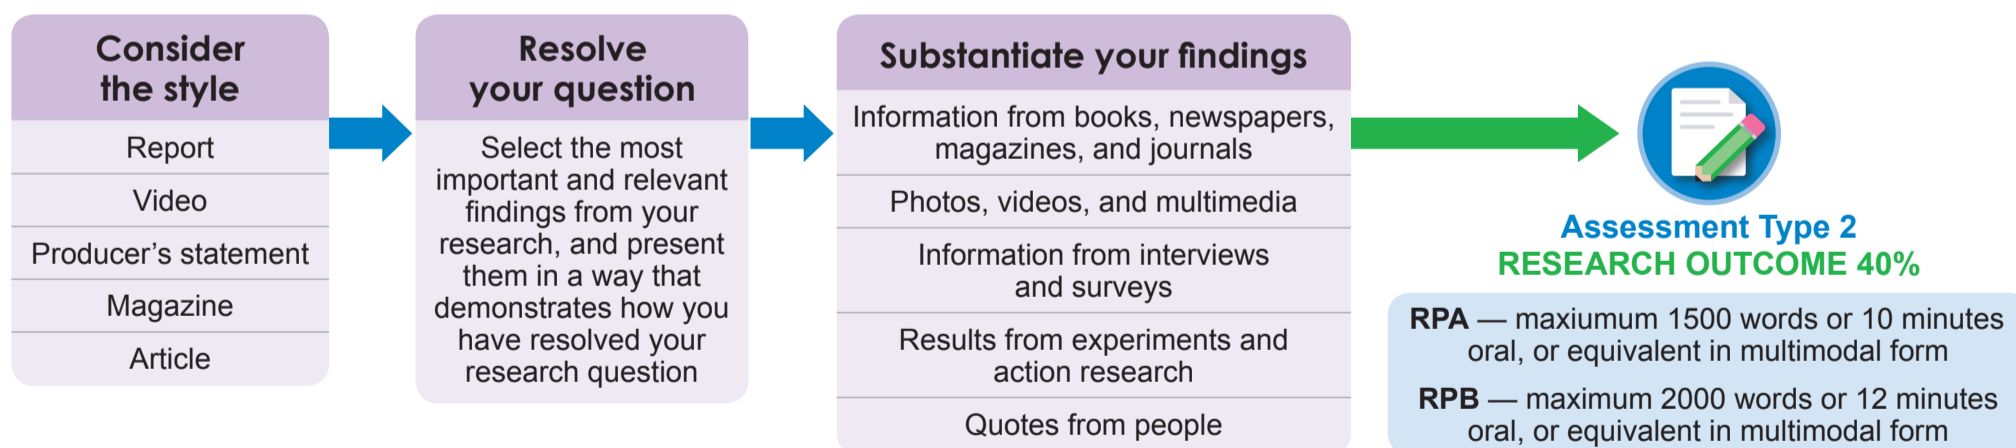 Consider
the style
Report
Video
Producer’s statement
Magazine
Article
Resolve
your question
Select the most
important and relevant
findings from your
research, and present
them in a way that
demonstrates how you
have resolved your
research question
Substantiate your findings
Information from books, newspapers,
magazines, and journals
Photos, videos, and multimedia
Information from interviews
and surveys
Results from experiments and
action research
Quotes from people
Assessment Type 2
RESEARCH OUTCOME 40%
RPA — maxiumum 1500 words or 10 minutes
oral, or equivalent in multimodal form
RPB — maximum 2000 words or 12 minutes
oral, or equivalent in multimodal form